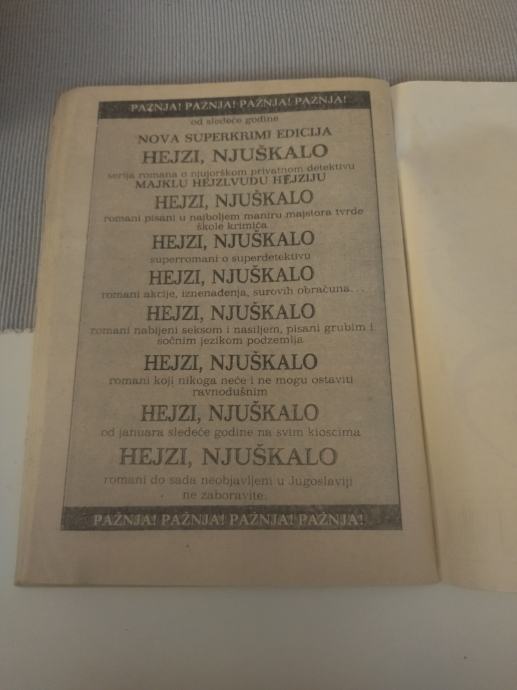 PAŽNJA! PAŽNJA! PAŽNJA! PAŽNJA!
od sledeće godine
NOVA SUPERKRIMI EDICIJA
HEJZI, NJUŠKALO
serija romana o njujorškom privatnom detektivu
MAJKLU HEJZLVUDU HEJZIJU
HEJZI, NJUŠKALO
romani pisani u najboljem maniru majstora tvrde
škole krimića
HEJZI, NJUŠKALO
superromani o superdetektivu
HEJZI, NJUŠKALO
romani akcije, iznenađenja, surovih obračuna...
HEJZI, NJUŠKALO
romani nabijeni seksom i nasiljem, pisani grubim i
sočnim jezikom podzemlja
HEJZI, NJUŠKALO
romani koji nikoga neće i ne mogu ostaviti
ravnodušnim
HEJZI, NJUŠKALO
od januara sledeće godine na svim kioscima
HEJZI, NJUŠKALO
romani do sada neobjavljeni u Jugoslaviji
ne zaboravite.
PAŽNJA! PAŽNJA! PAŽNJA! PAŽNJA!